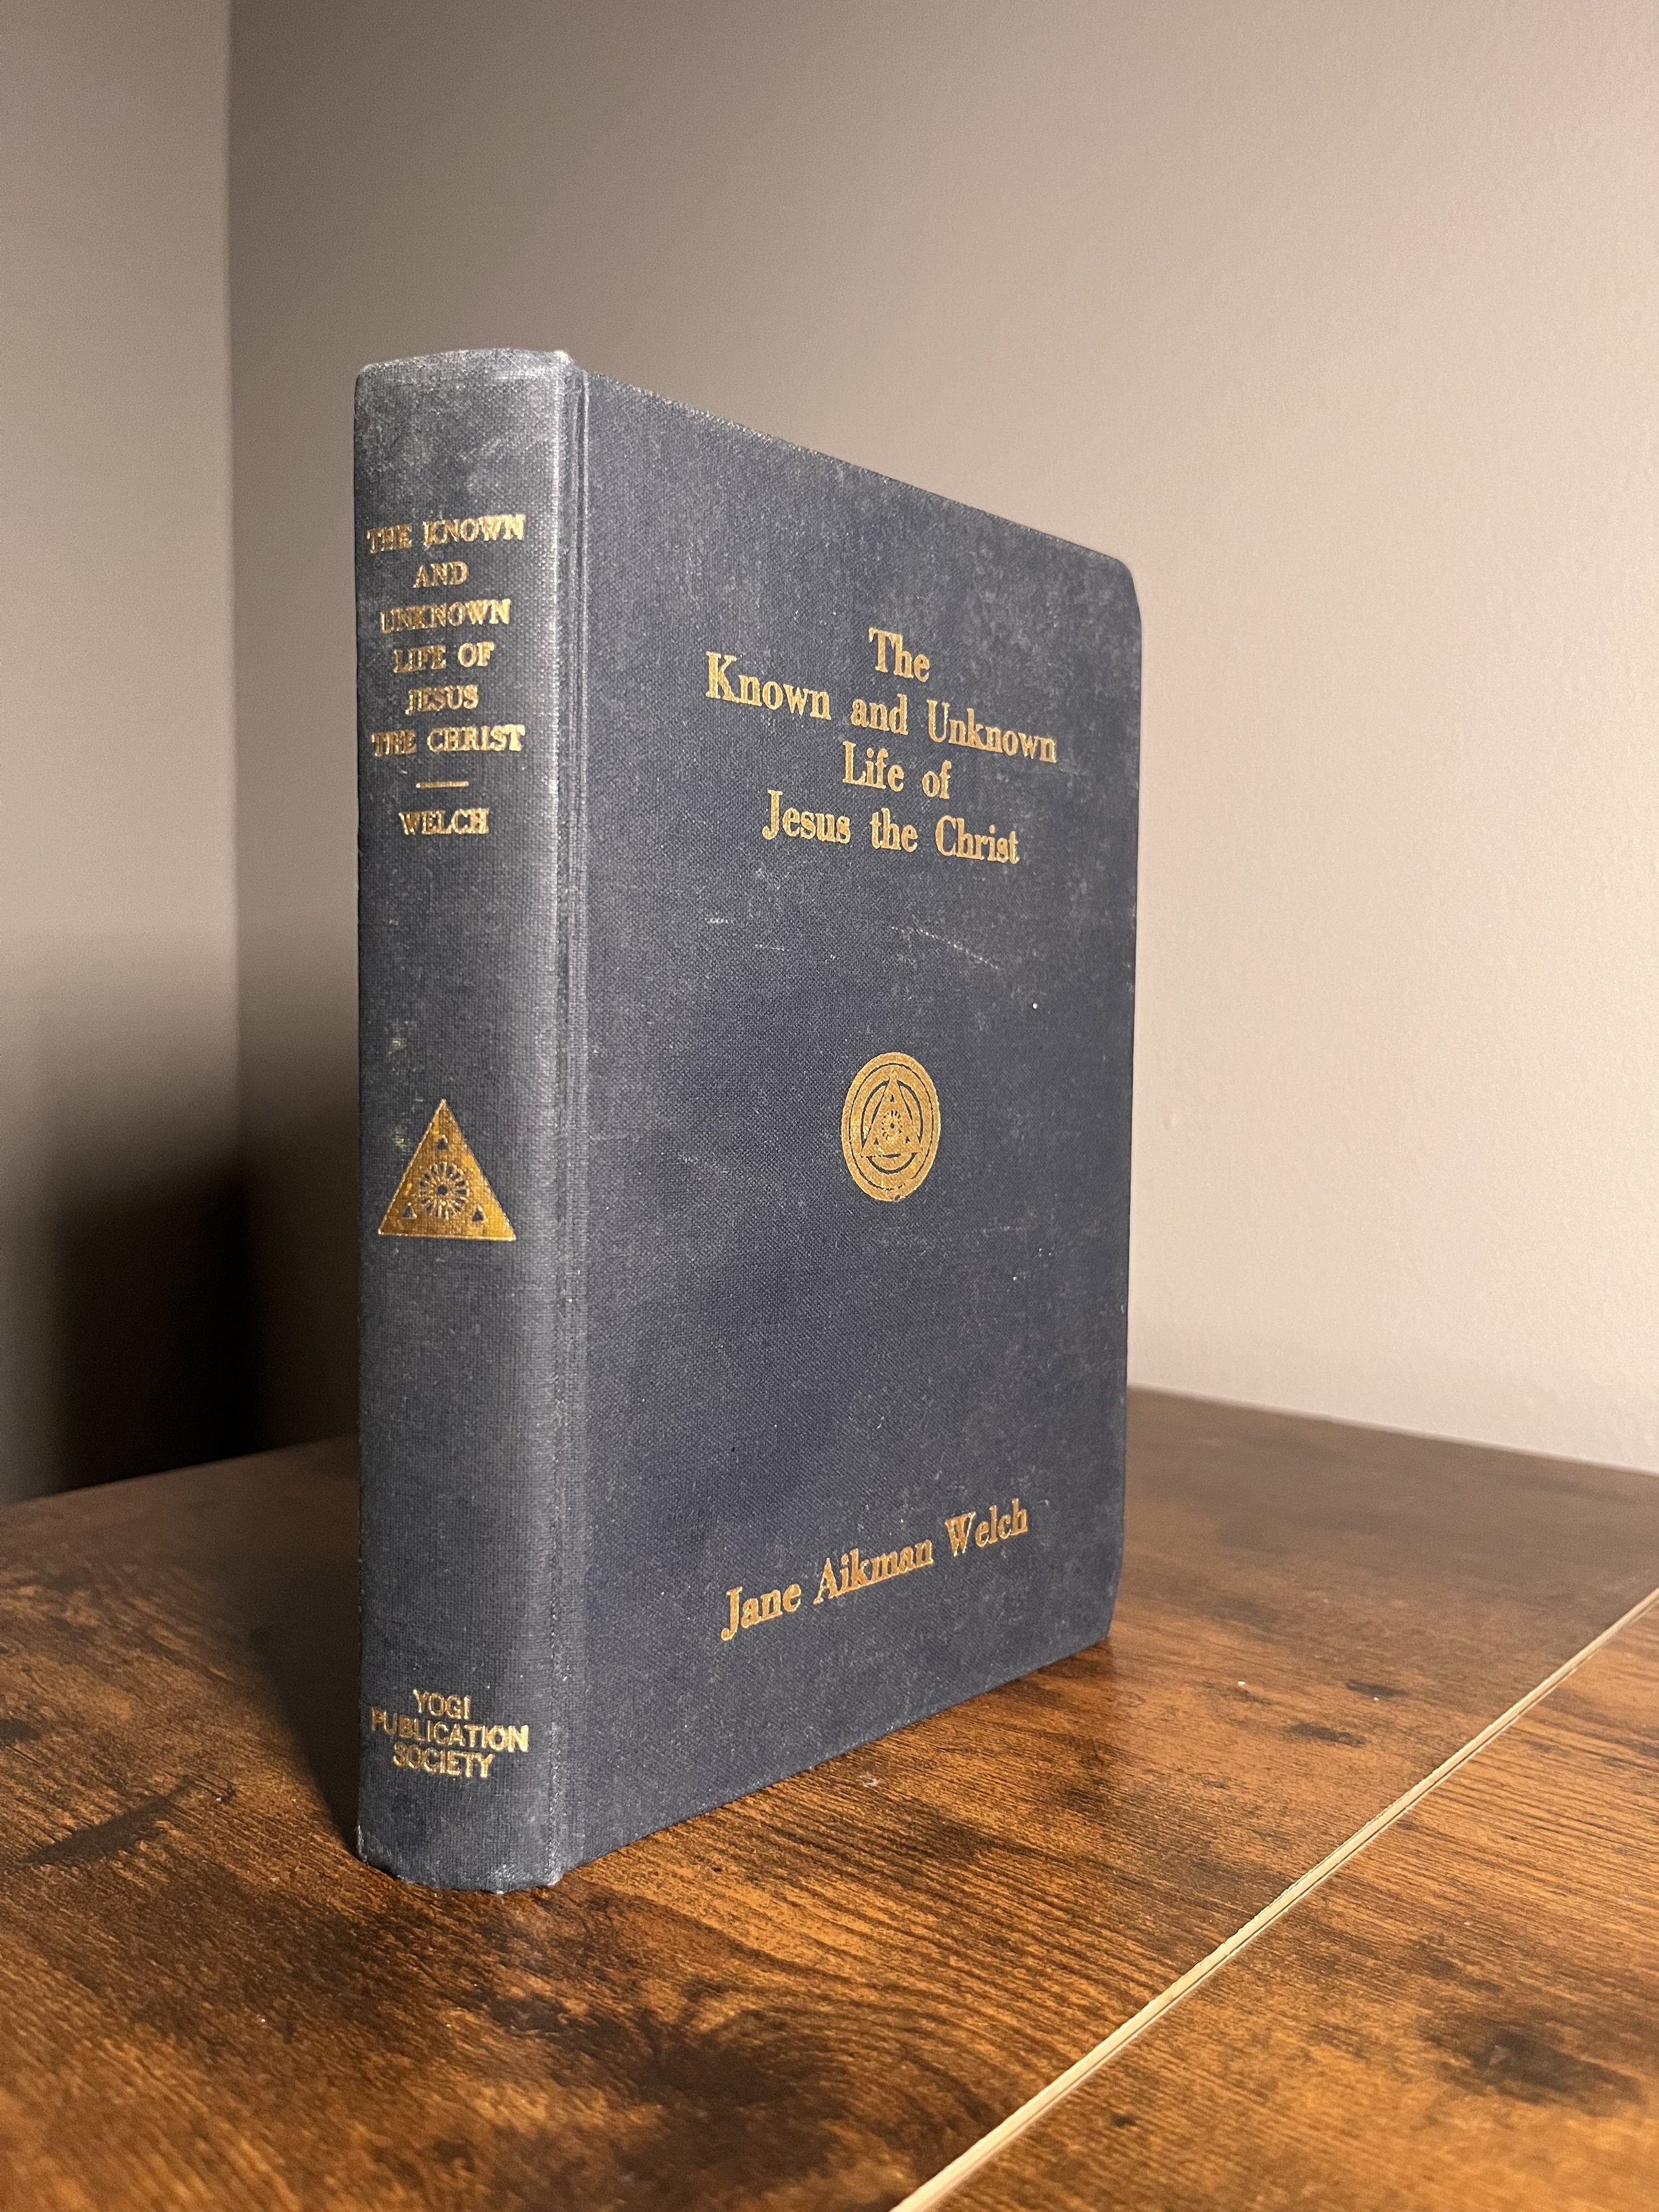 THE KNOWN
AND
UNKNOWN
LIFE OF
JESUS
THE CHRIST
WELCH
YOGI
PUBLICATION
SOCIETY
The
Known and Unknown
Life of
Jesus the Christ
Jane Aikman Welch